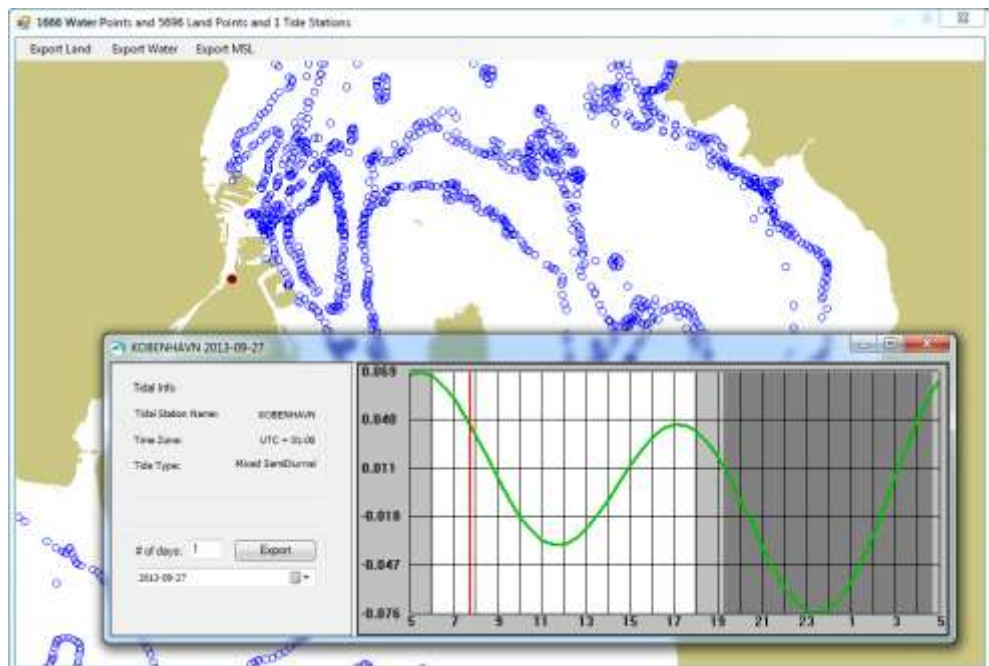 1666 Water Points and 5696 Land Points and 1 Tide Stations
Export Land Export Water Export MSL
KOBENHAVN 2013-09-27
Tidal Info
Tidal Station Name: KOBENHAVN
Time Zone: UTC + 01:00
Tide Type: Mixed SemiDiurnal
# of days: 1 Export
2013-09-27
0.069
0.040
0.011
-0.018
-0.047
-0.076
5 7 9 11 13 15 17 19 21 23 1 3 5